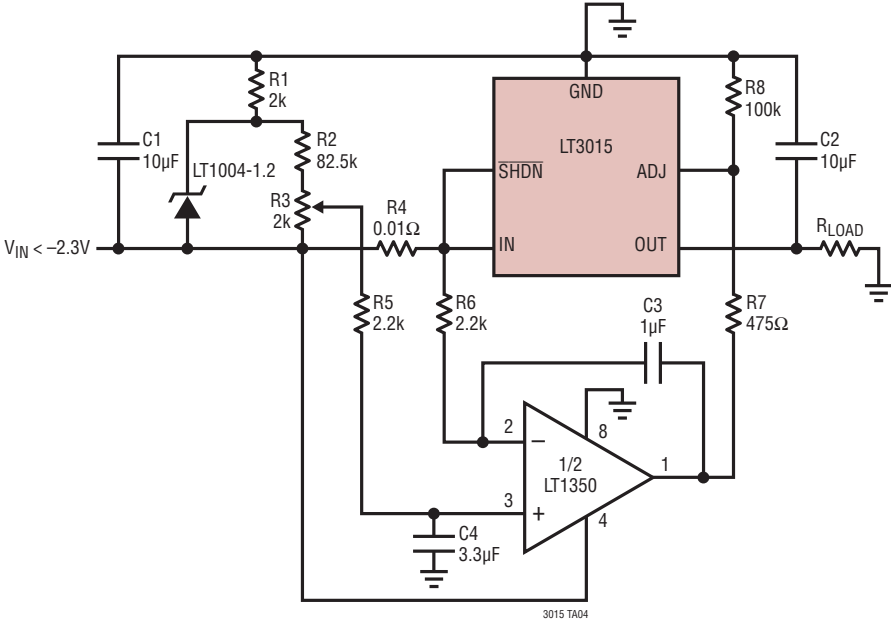 R1
2k
GND
R8
100k
C1
10µF
R2
82.5k
LT3015
C2
10µF
LT1004-1.2
SHDN
ADJ
R3
2k
R4
0.01Ω
RLOAD
VIN < –2.3V
IN
OUT
R5
2.2k
R6
2.2k
C3
1µF
R7
475Ω
2
–
8
1/2
LT1350
1
3
+
4
C4
3.3µF
3015 TA04